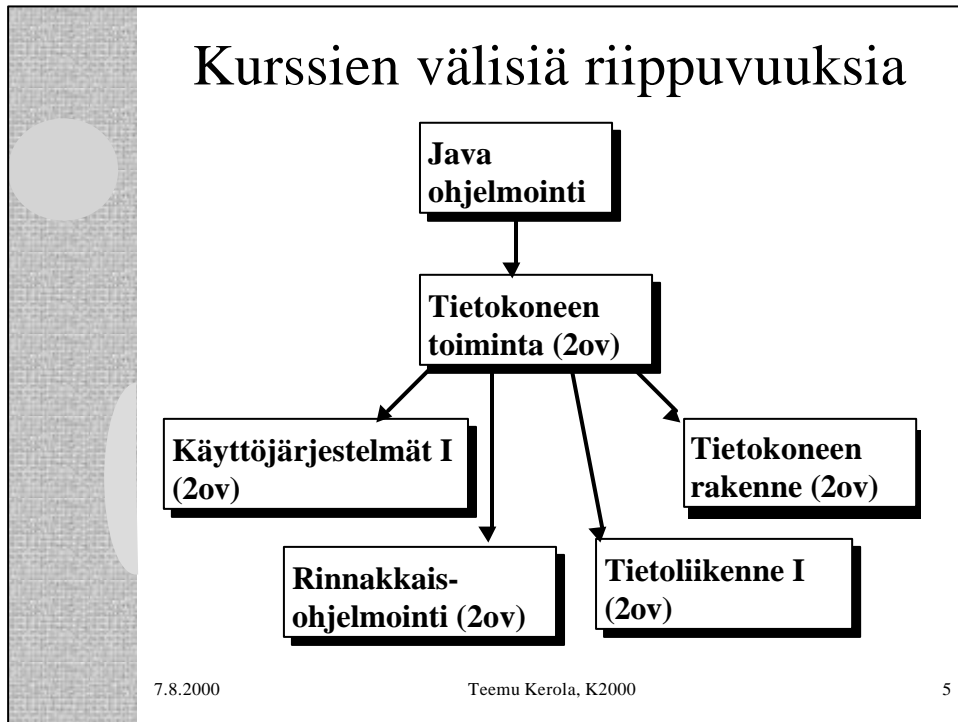 Kurssien välisiä riippuvuuksia
Java
ohjelmointi
Tietokoneen
toiminta (2ov)
Käyttöjärjestelmät I
(2ov)
Tietokoneen
rakenne (2ov)
Rinnakkais-
ohjelmointi (2ov)
Tietoliikenne I
(2ov)
7.8.2000
Teemu Kerola, K2000
5